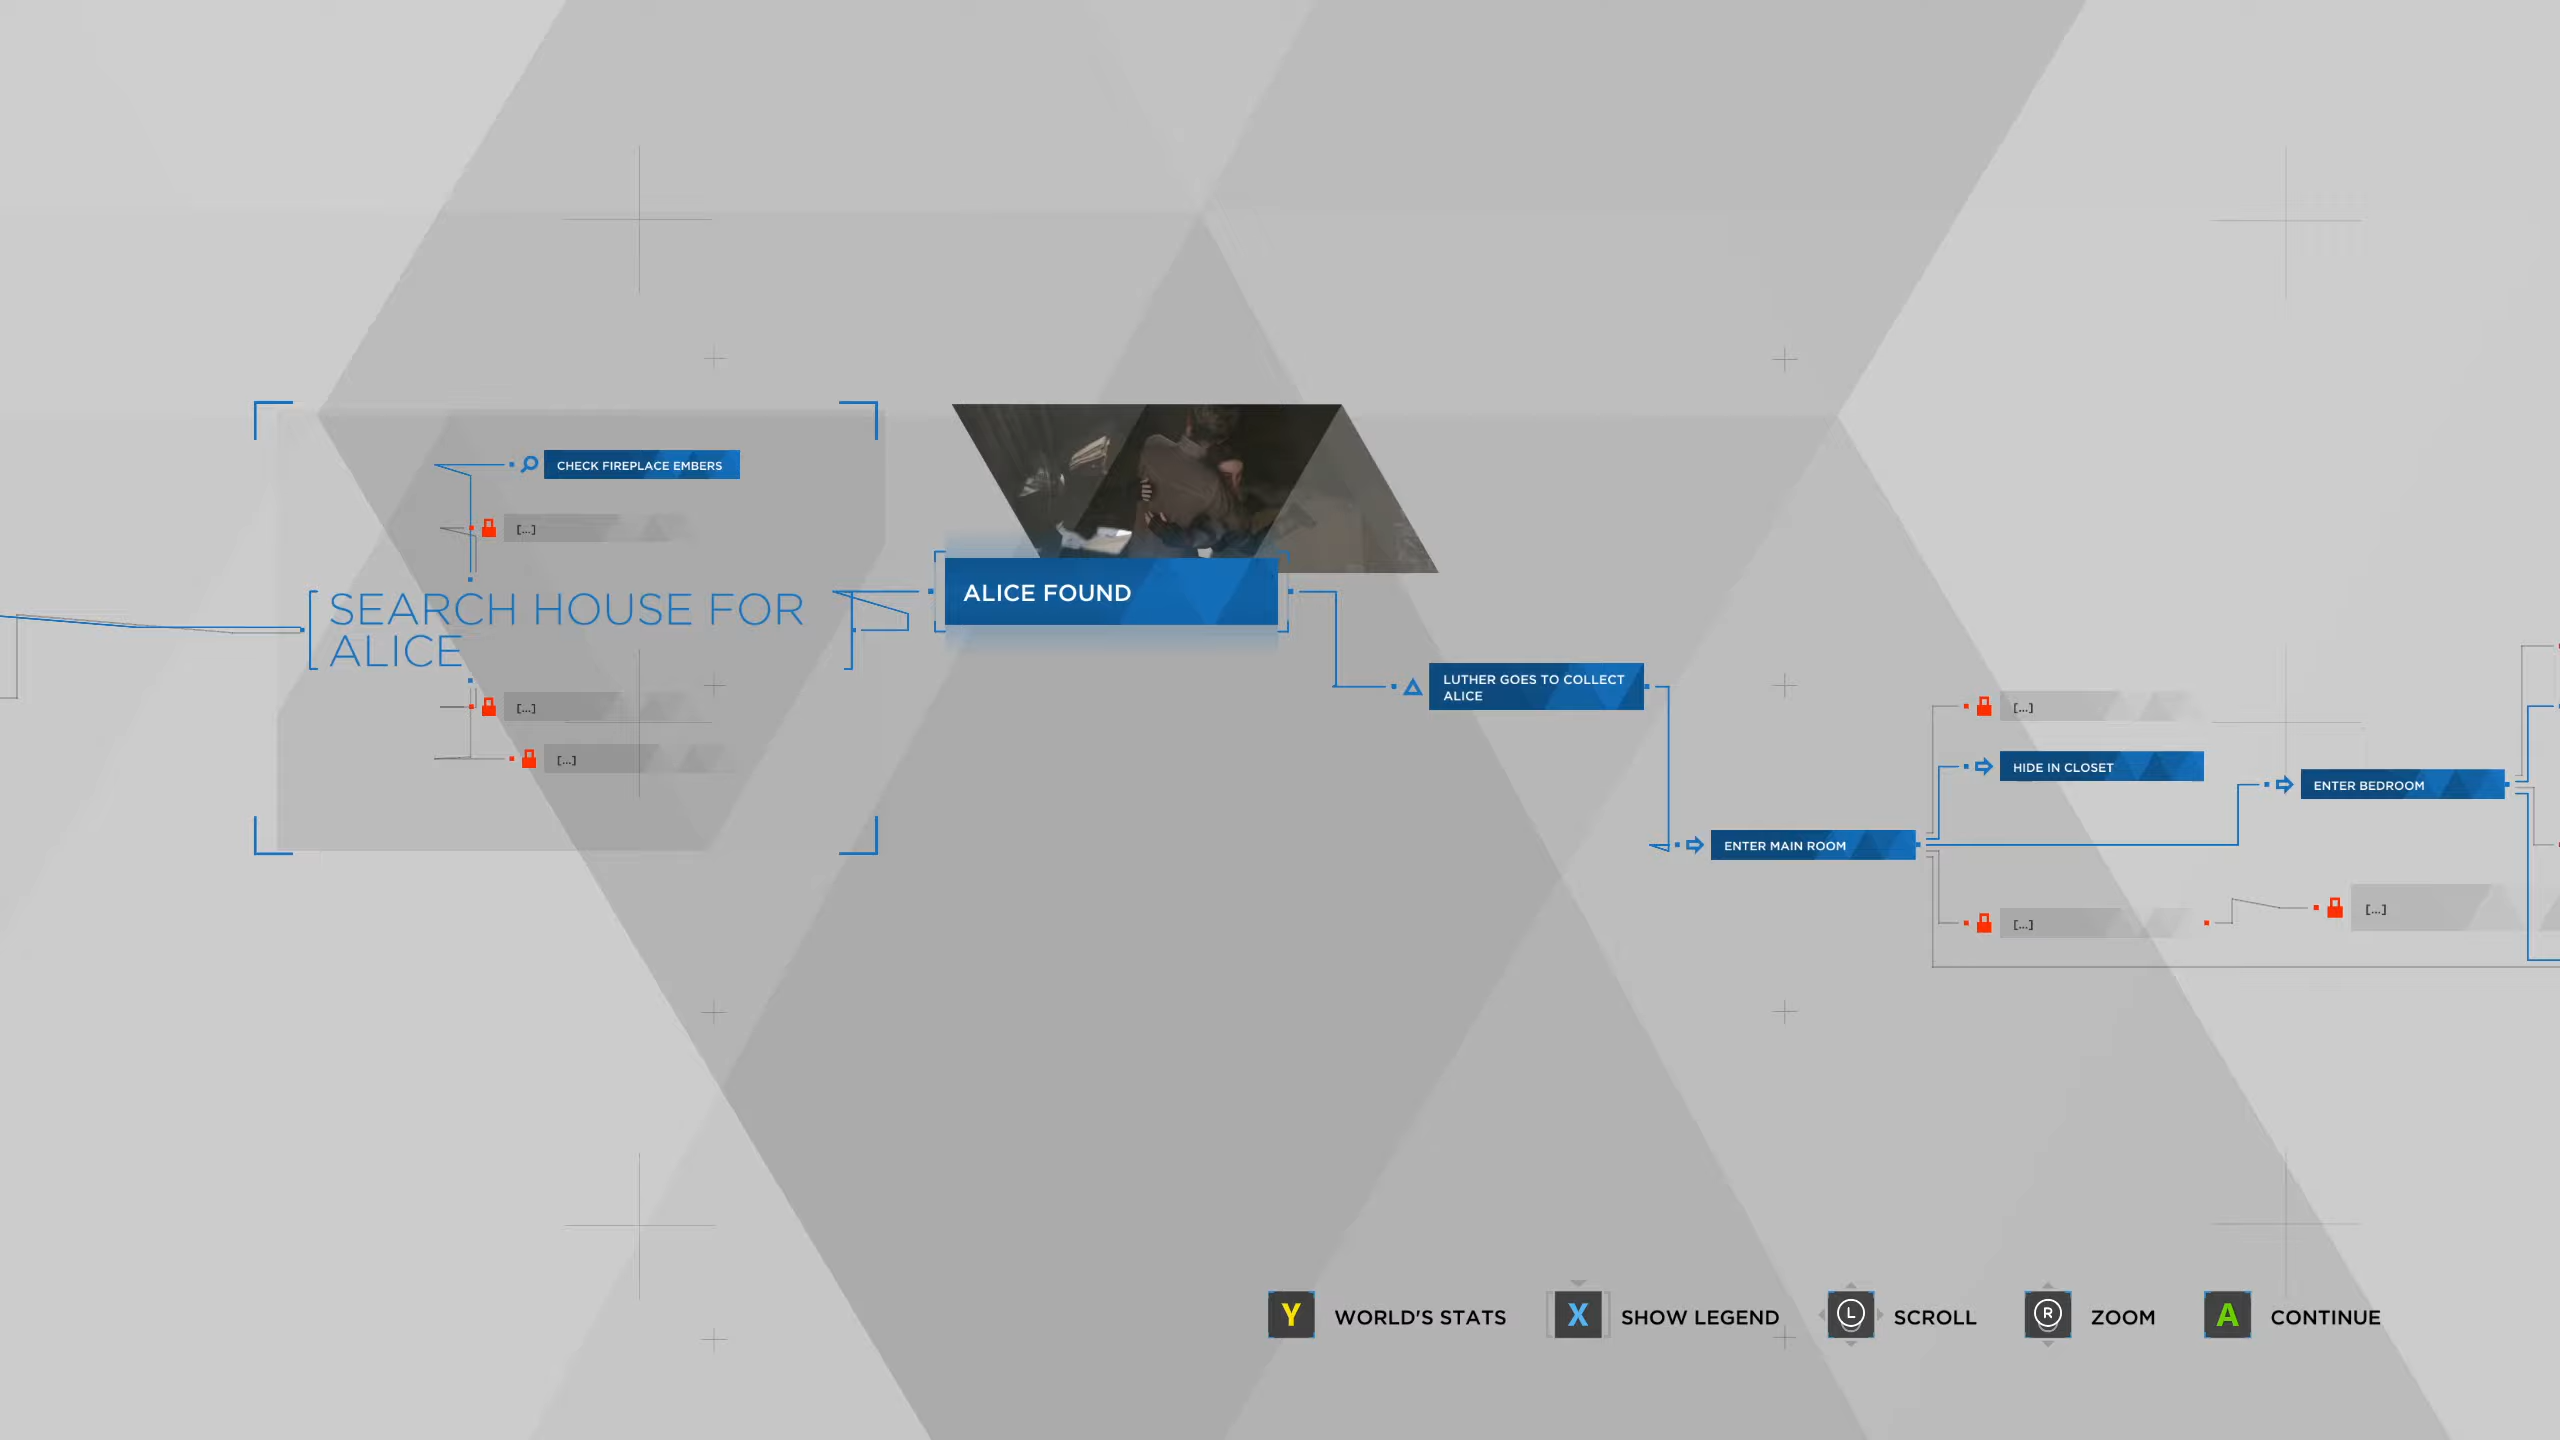 CHECK FIREPLACE EMBERS
[...]
SEARCH HOUSE FOR
ALICE
[...]
[...]
ALICE FOUND
LUTHER GOES TO COLLECT
ALICE
ENTER MAIN ROOM
[...]
HIDE IN CLOSET
[...]
ENTER BEDROOM
[...]
Y WORLD'S STATS
X SHOW LEGEND
L SCROLL
R ZOOM
A CONTINUE